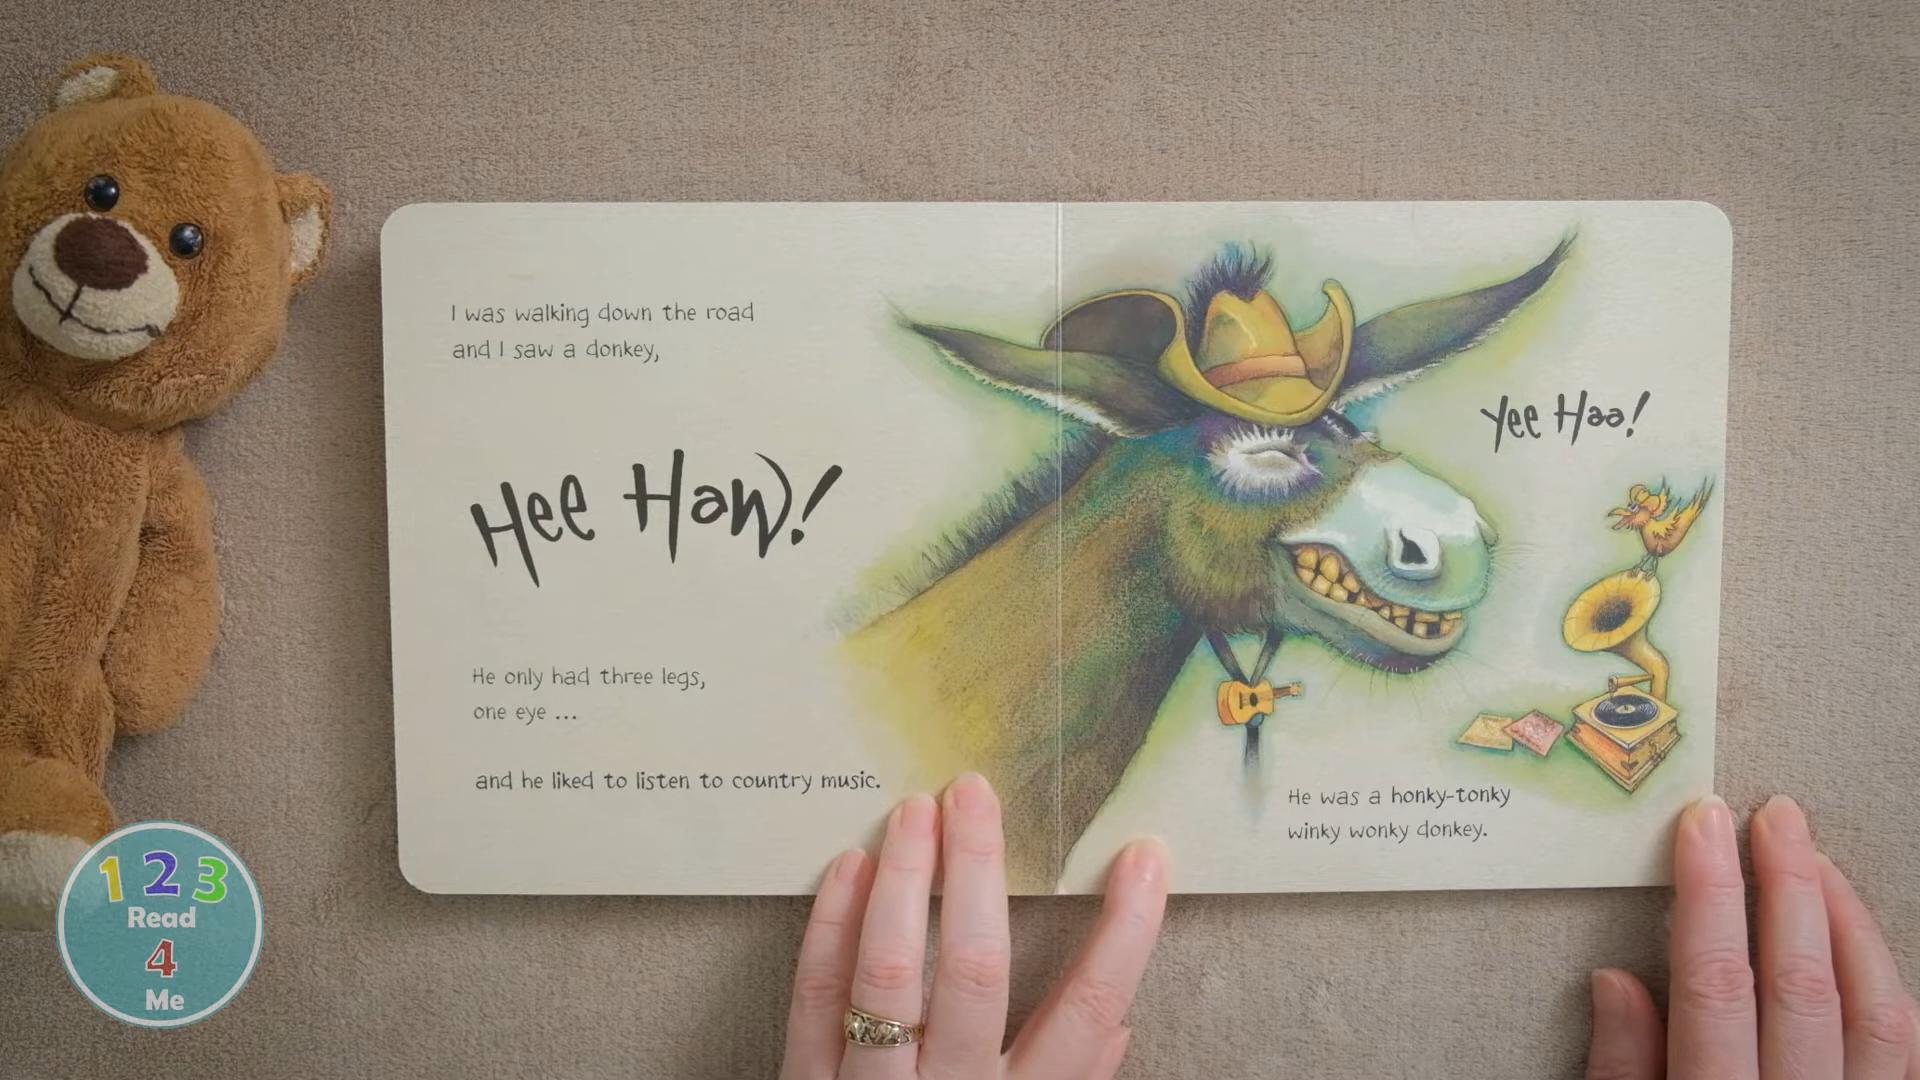 I was walking down the road
and I saw a donkey,
Hee Haw!
He only had three legs,
one eye ...
and he liked to listen to country music.
Yee Haa!
He was a honky-tonky
winky wonky donkey.
1 2 3
Read
4
Me